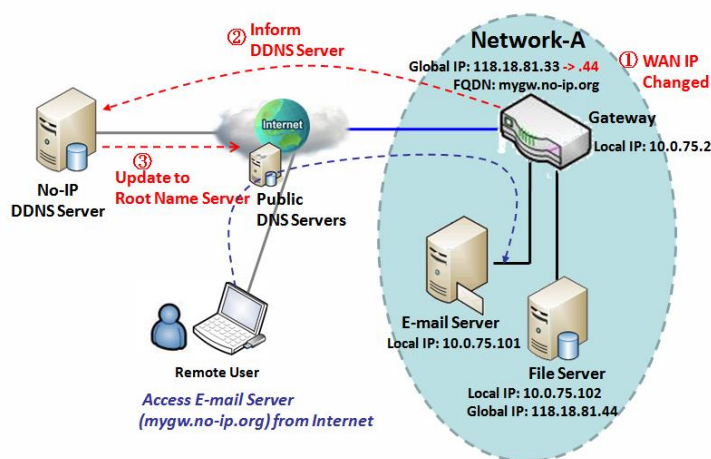 ② Inform
DDNS Server
Network-A
Global IP: 118.18.81.33 -> .44
FQDN: mygw.no-ip.org
① WAN IP
Changed
Internet
Gateway
Local IP: 10.0.75.2
③
Update to
Root Name Server
No-IP
DDNS Server
Public
DNS Servers
E-mail Server
Local IP: 10.0.75.101
Remote User
File Server
Local IP: 10.0.75.102
Global IP: 118.18.81.44
Access E-mail Server
(mygw.no-ip.org) from Internet